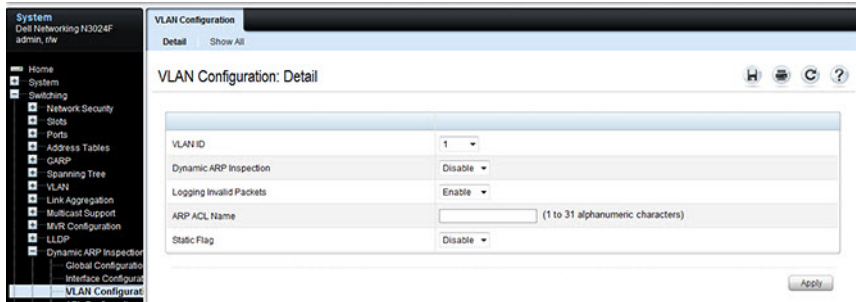 System
Dell Networking N3024F
admin, r/w
Home
System
Switching
Network Security
Slots
Ports
Address Tables
GARP
Spanning Tree
VLAN
Link Aggregation
Multicast Support
MVR Configuration
LLDP
Dynamic ARP Inspection
Global Configuratio
Interface Configurat
VLAN Configurati
VLAN Configuration
Detail Show All
VLAN Configuration: Detail
VLAN ID 1
Dynamic ARP Inspection Disable
Logging Invalid Packets Enable
ARP ACL Name (1 to 31 alphanumeric characters)
Static Flag Disable
Apply